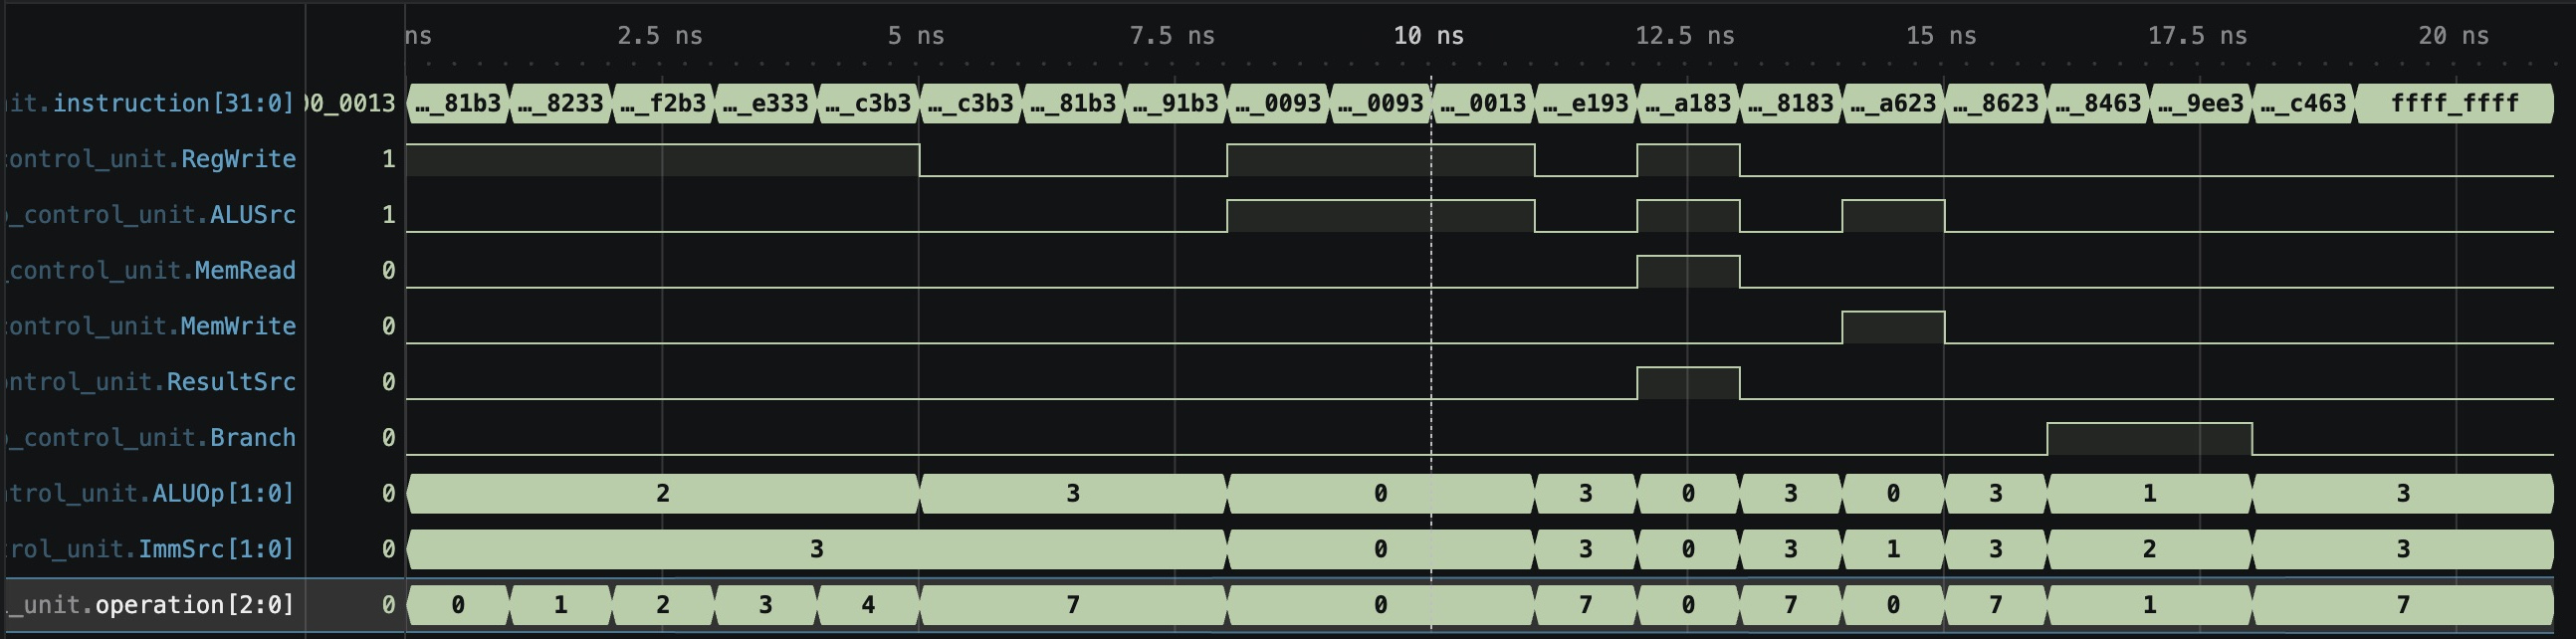 ns 2.5 ns 5 ns 7.5 ns 10 ns 12.5 ns 15 ns 17.5 ns 20 ns
it.instruction[31:0] 00_0013 …_81b3 …_8233 …_f2b3 …_e333 …_c3b3 …_c3b3 …_81b3 …_91b3 …_0093 …_0093 …_0013 …_e193 …_a183 …_8183 …_a623 …_8623 …_8463 …_9ee3 …_c463 ffff_ffff
ontrol_unit.RegWrite 1
_control_unit.ALUSrc 1
_control_unit.MemRead 0
ontrol_unit.MemWrite 0
ntrol_unit.ResultSrc 0
_control_unit.Branch 0
trol_unit.ALUOp[1:0] 0 2 3 0 3 0 3 0 3 1 3
rol_unit.ImmSrc[1:0] 0 3 0 3 0 3 1 3 2 3
_unit.operation[2:0] 0 0 1 2 3 4 7 0 7 0 7 0 7 1 7